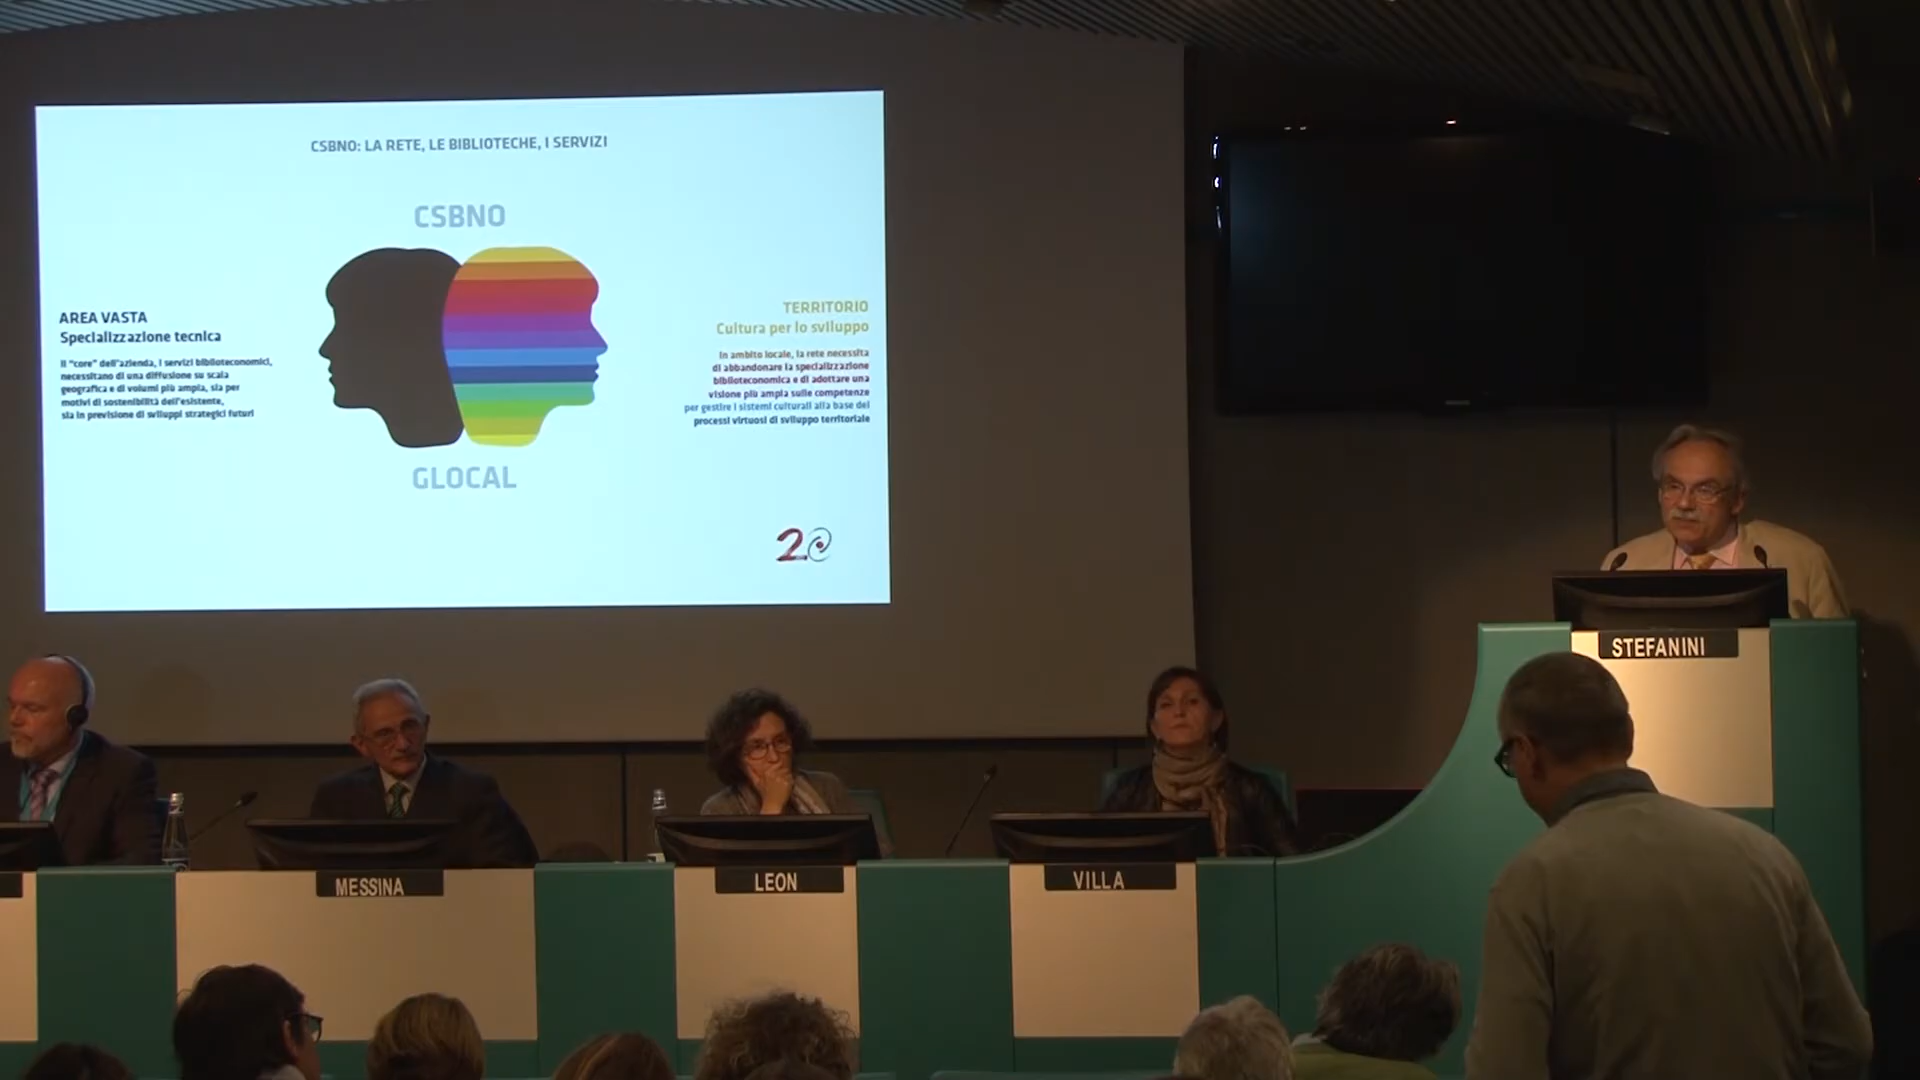 CSBNO: LA RETE, LE BIBLIOTECHE, I SERVIZI
CSBNO
AREA VASTA
Specializzazione tecnica
Il “core” dell’azienda, i servizi biblioteconomici,
necessitano di una diffusione su scala
geografica e di volumi più ampia, sia per
motivi di sostenibilità dell’esistente,
sia in previsione di sviluppi strategici futuri
TERRITORIO
Cultura per lo sviluppo
In ambito locale, la rete necessita
di abbandonare la specializzazione
biblioteconomica e di adottare una
visione più ampia sulle competenze
per gestire i sistemi culturali alla base dei
processi virtuosi di sviluppo territoriale
GLOCAL
20
STEFANINI
MESSINA
LEON
VILLA